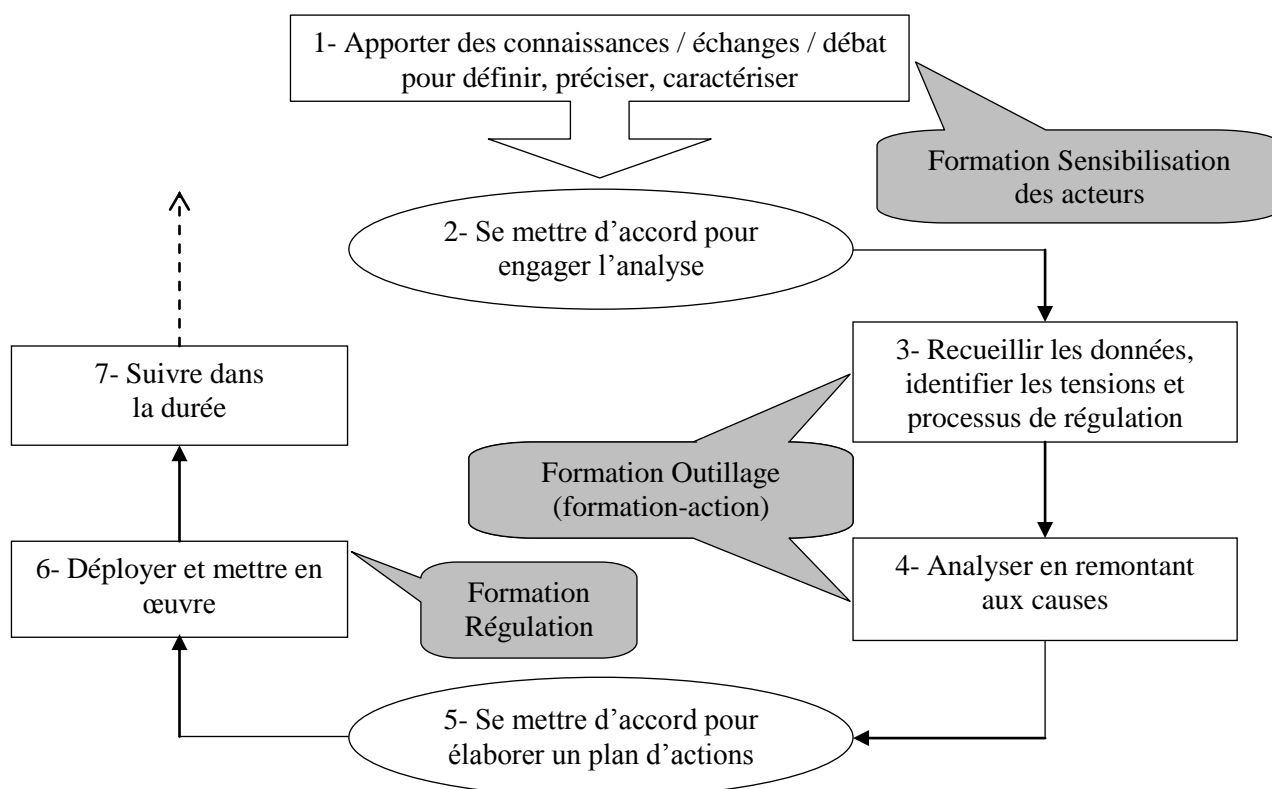 1- Apporter des connaissances / échanges / débat
pour définir, préciser, caractériser
Formation Sensibilisation
des acteurs
2- Se mettre d’accord pour
engager l’analyse
3- Recueillir les données,
identifier les tensions et
processus de régulation
7- Suivre dans
la durée
Formation Outillage
(formation-action)
4- Analyser en remontant
aux causes
6- Déployer et mettre en
œuvre
Formation
Régulation
5- Se mettre d’accord pour
élaborer un plan d’actions